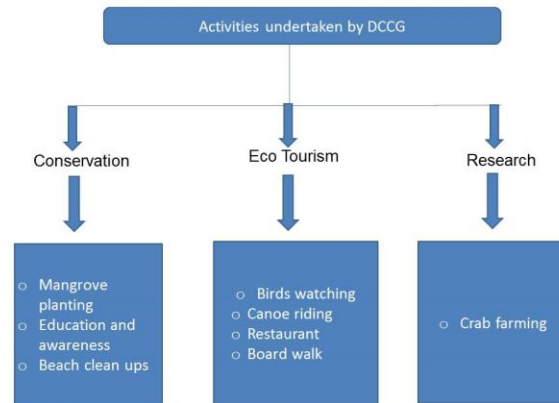 Activities undertaken by DCCG
Conservation
Eco Tourism
Research
o Mangrove
planting
o Education and
awareness
o Beach clean ups
o Birds watching
o Canoe riding
o Restaurant
o Board walk
o Crab farming